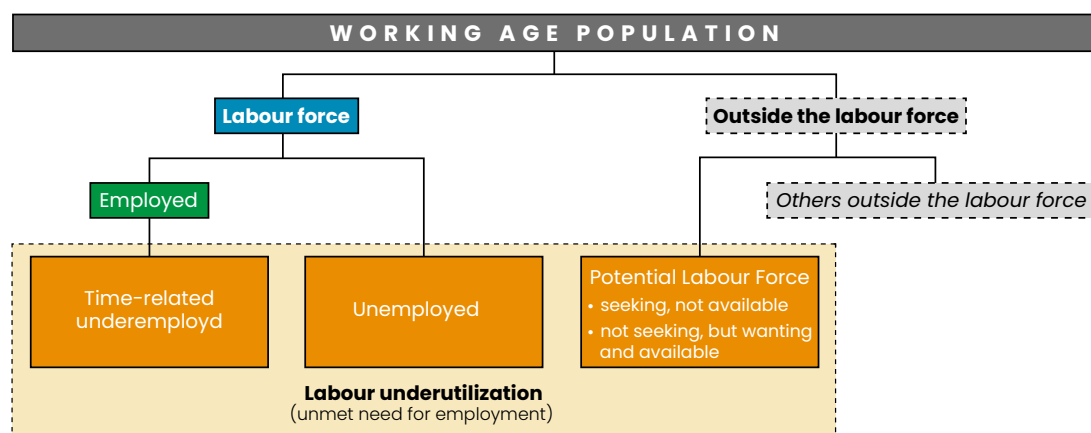 WORKING AGE POPULATION
Labour force
Outside the labour force
Employed
Others outside the labour force
Time-related
underemployd
Unemployed
Potential Labour Force
• seeking, not available
• not seeking, but wanting
and available
Labour underutilization
(unmet need for employment)